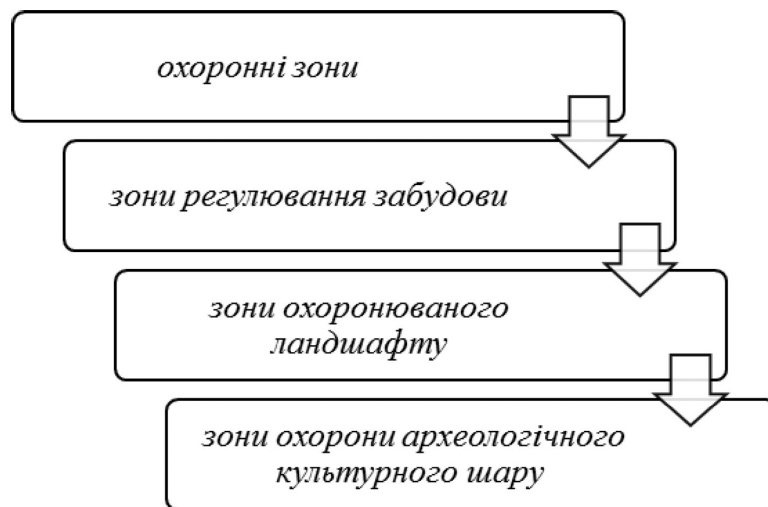 охоронні зони
зони регулювання забудови
зони охоронюваного
ландшафту
зони охорони археологічного
культурного шару